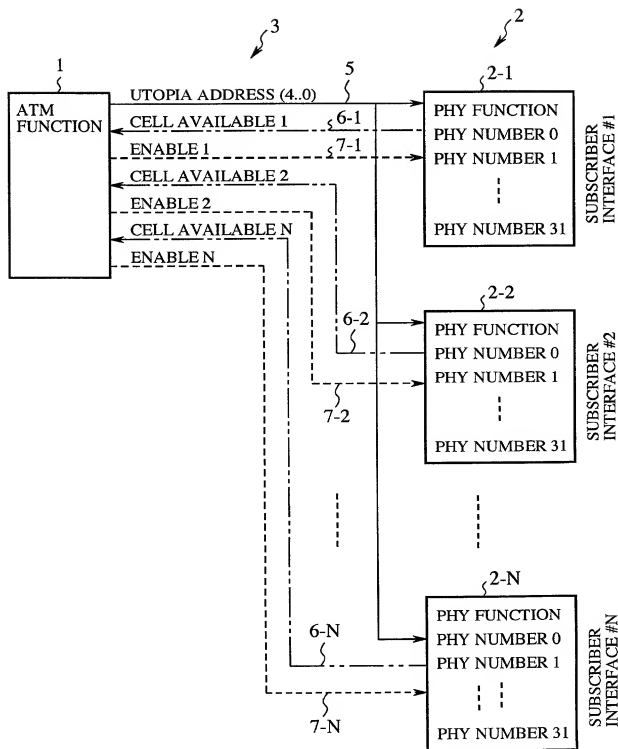 3
2
1
ATM
FUNCTION
UTOPIA ADDRESS (4..0)
5
CELL AVAILABLE 1
6-1
ENABLE 1
7-1
CELL AVAILABLE 2
ENABLE 2
CELL AVAILABLE N
ENABLE N
2-1
PHY FUNCTION
PHY NUMBER 0
PHY NUMBER 1
PHY NUMBER 31
SUBSCRIBER
INTERFACE #1
2-2
6-2
7-2
PHY FUNCTION
PHY NUMBER 0
PHY NUMBER 1
PHY NUMBER 31
SUBSCRIBER
INTERFACE #2
2-N
6-N
7-N
PHY FUNCTION
PHY NUMBER 0
PHY NUMBER 1
PHY NUMBER 31
SUBSCRIBER
INTERFACE #N